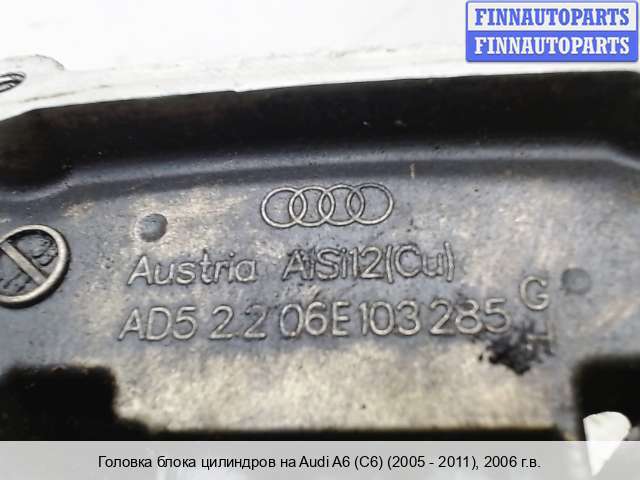 FINNAUTOPARTS
FINNAUTOPARTS
Austria AlSi12(Cu)
AD5 2.2 06E 103 285 G
H
Головка блока цилиндров на Audi A6 (C6) (2005 - 2011), 2006 г.в.